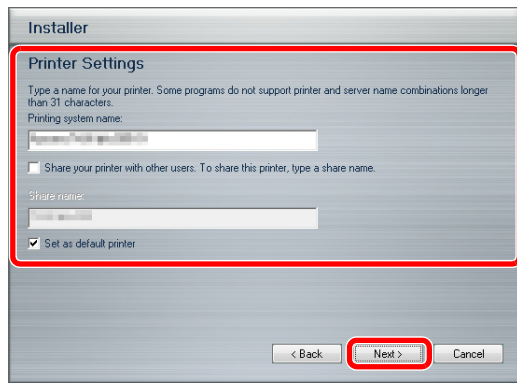 Installer
Printer Settings
Type a name for your printer. Some programs do not support printer and server name combinations longer
than 31 characters.
Printing system name:
Share your printer with other users. To share this printer, type a share name.
Share name:
Set as default printer
< Back
Next >
Cancel